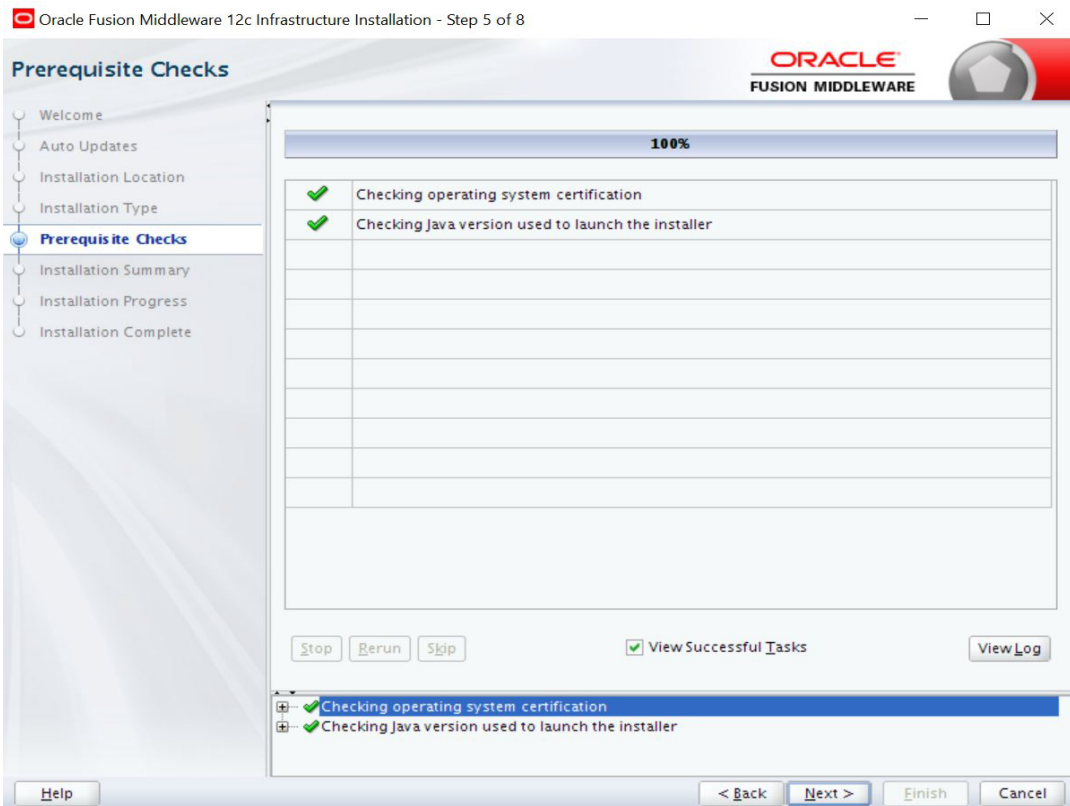 Oracle Fusion Middleware 12c Infrastructure Installation - Step 5 of 8
Prerequisite Checks
ORACLE
FUSION MIDDLEWARE
Welcome
Auto Updates
Installation Location
Installation Type
Prerequisite Checks
Installation Summary
Installation Progress
Installation Complete
100%
Checking operating system certification
Checking Java version used to launch the installer
Stop Rerun Skip View Successful Tasks View Log
Checking operating system certification
Checking Java version used to launch the installer
Help < Back Next > Finish Cancel